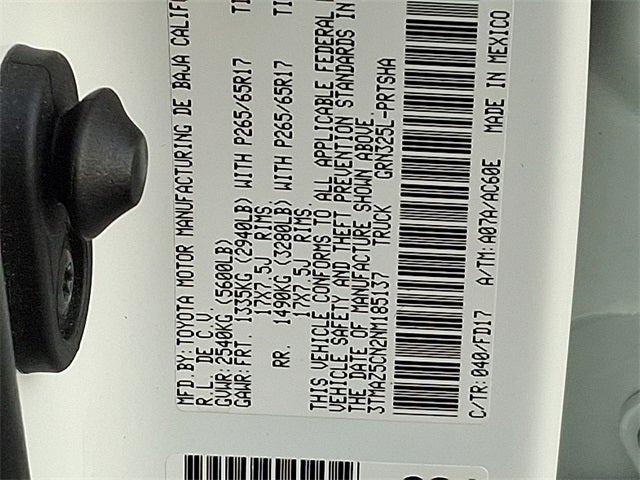 MFD.BY: TOYOTA MOTOR MANUFACTURING DE BAJA
R.L. DE C.V.
GVWR: 2540KG (5600LB)
GAWR: FRT. 1335KG (2940LB) WITH P265/65R17
17X7.5J RIMS
RR. 1490KG (3280LB) WITH P265/65R17
17X7.5J RIMS
THIS VEHICLE CONFORMS TO ALL APPLICABLE FEDERAL
VEHICLE SAFETY AND THEFT PREVENTION STANDARDS IN
THE DATE OF MANUFACTURE SHOWN ABOVE.
3TMAZ5CN2NM185137 TRUCK GRN325L-PRTSHA
C/TR: 040/FD17 A/TM: A07A/AC60E MADE IN MEXICO